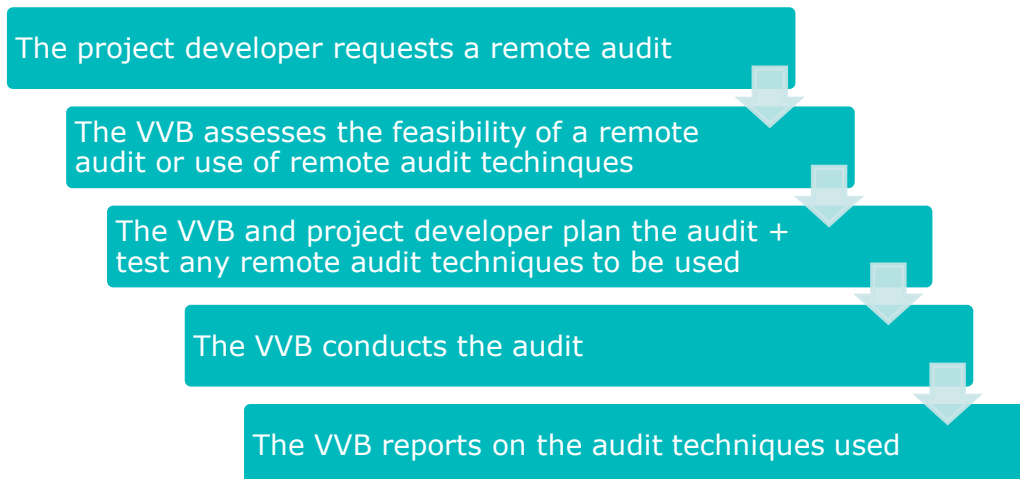 The project developer requests a remote audit
The VVB assesses the feasibility of a remote
audit or use of remote audit techinques
The VVB and project developer plan the audit +
test any remote audit techniques to be used
The VVB conducts the audit
The VVB reports on the audit techniques used